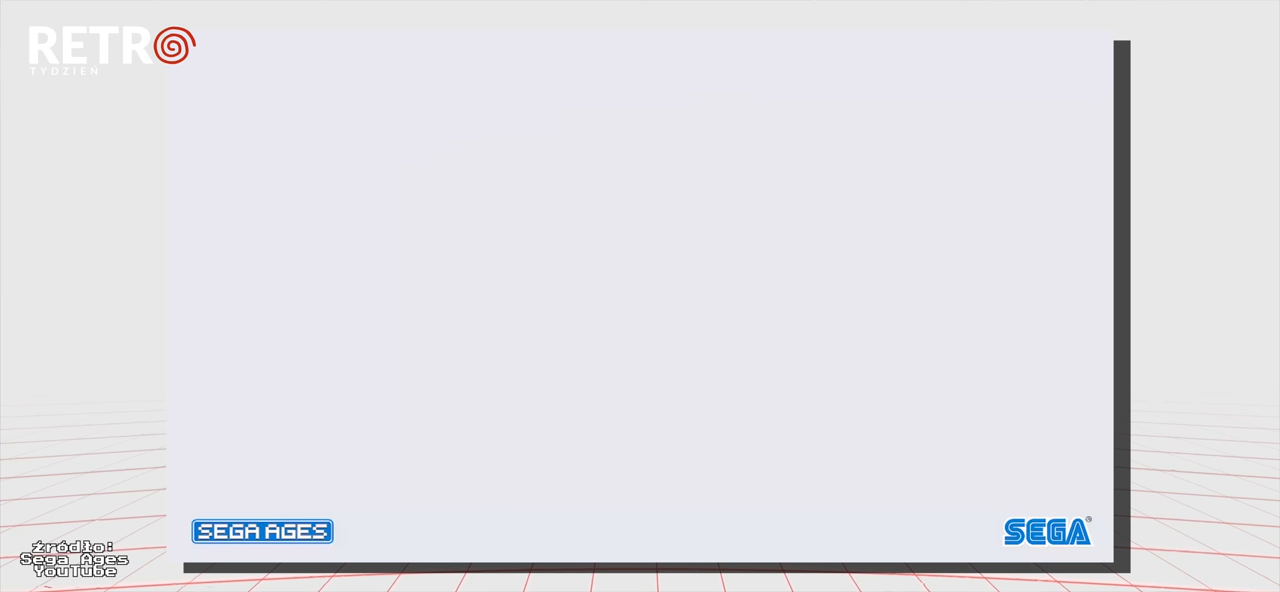 RETRO
TYDZIEŃ
SEGA AGES
SEGA®
źródło:
Sega Ages
YouTube